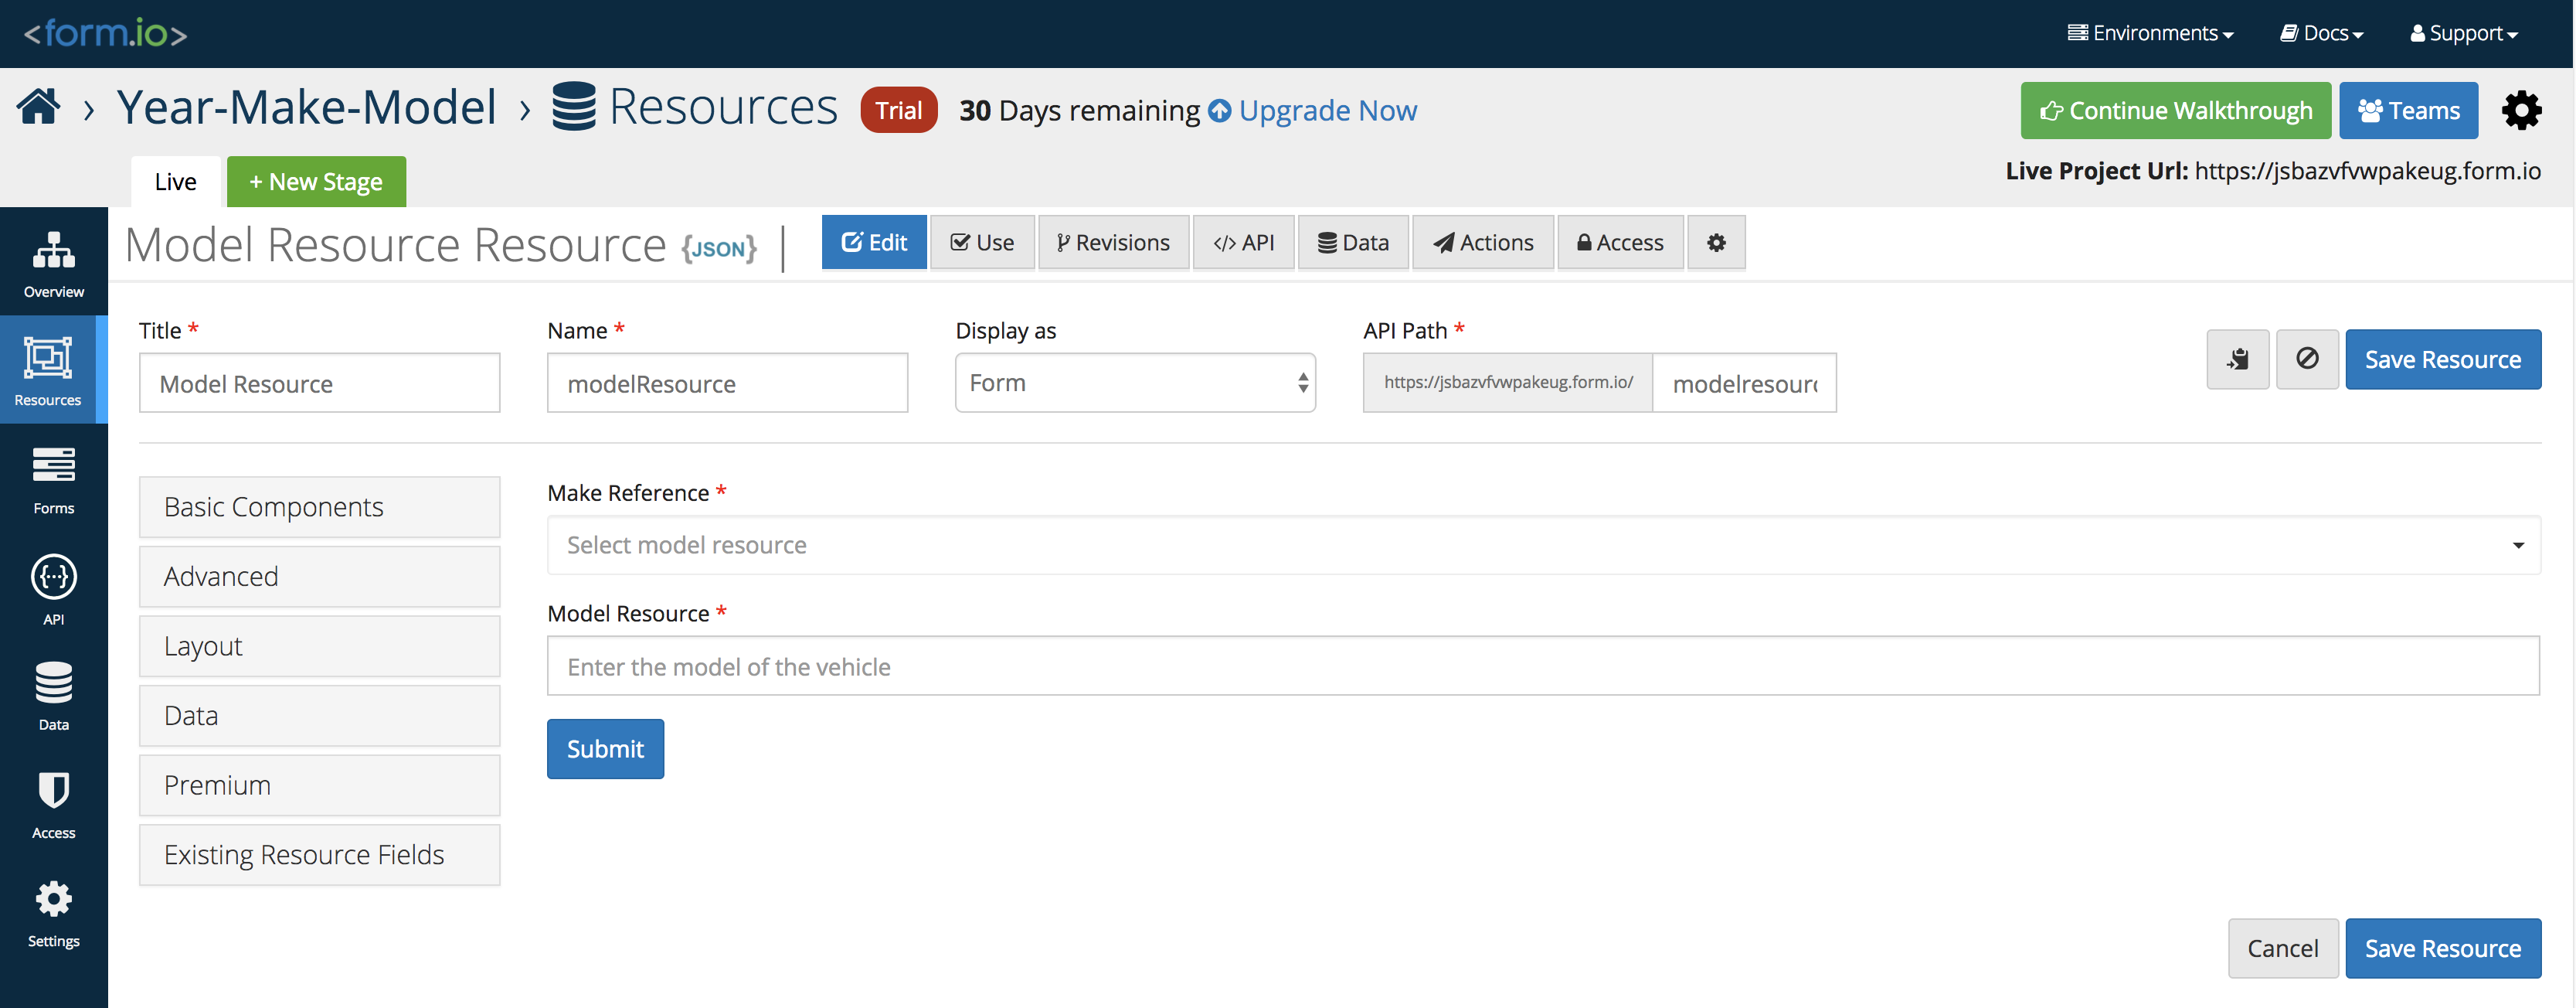 <form.io>
Environments
Docs
Support
Year-Make-Model
Resources
Trial
30 Days remaining
Upgrade Now
Continue Walkthrough
Teams
Live
+ New Stage
Live Project Url: https://jsbazvfvwpakeug.form.io
Overview
Resources
Forms
API
Data
Access
Settings
Model Resource Resource {JSON}
Edit
Use
Revisions
</> API
Data
Actions
Access
Title *
Name *
Display as
API Path *
Model Resource
modelResource
Form
https://jsbazvfvwpakeug.form.io/
modelresourc
Save Resource
Basic Components
Advanced
Layout
Data
Premium
Existing Resource Fields
Make Reference *
Select model resource
Model Resource *
Enter the model of the vehicle
Submit
Cancel
Save Resource